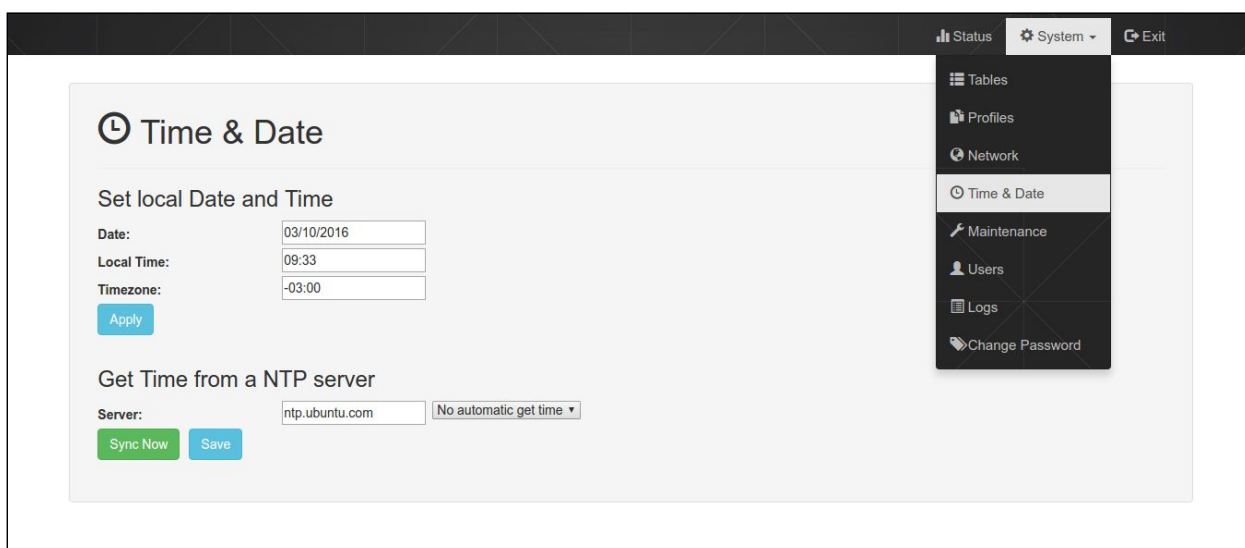 Status System Exit
Tables
Profiles
Network
Time & Date
Maintenance
Users
Logs
Change Password
Time & Date
Set local Date and Time
Date: 03/10/2016
Local Time: 09:33
Timezone: -03:00
Apply
Get Time from a NTP server
Server: ntp.ubuntu.com No automatic get time
Sync Now Save